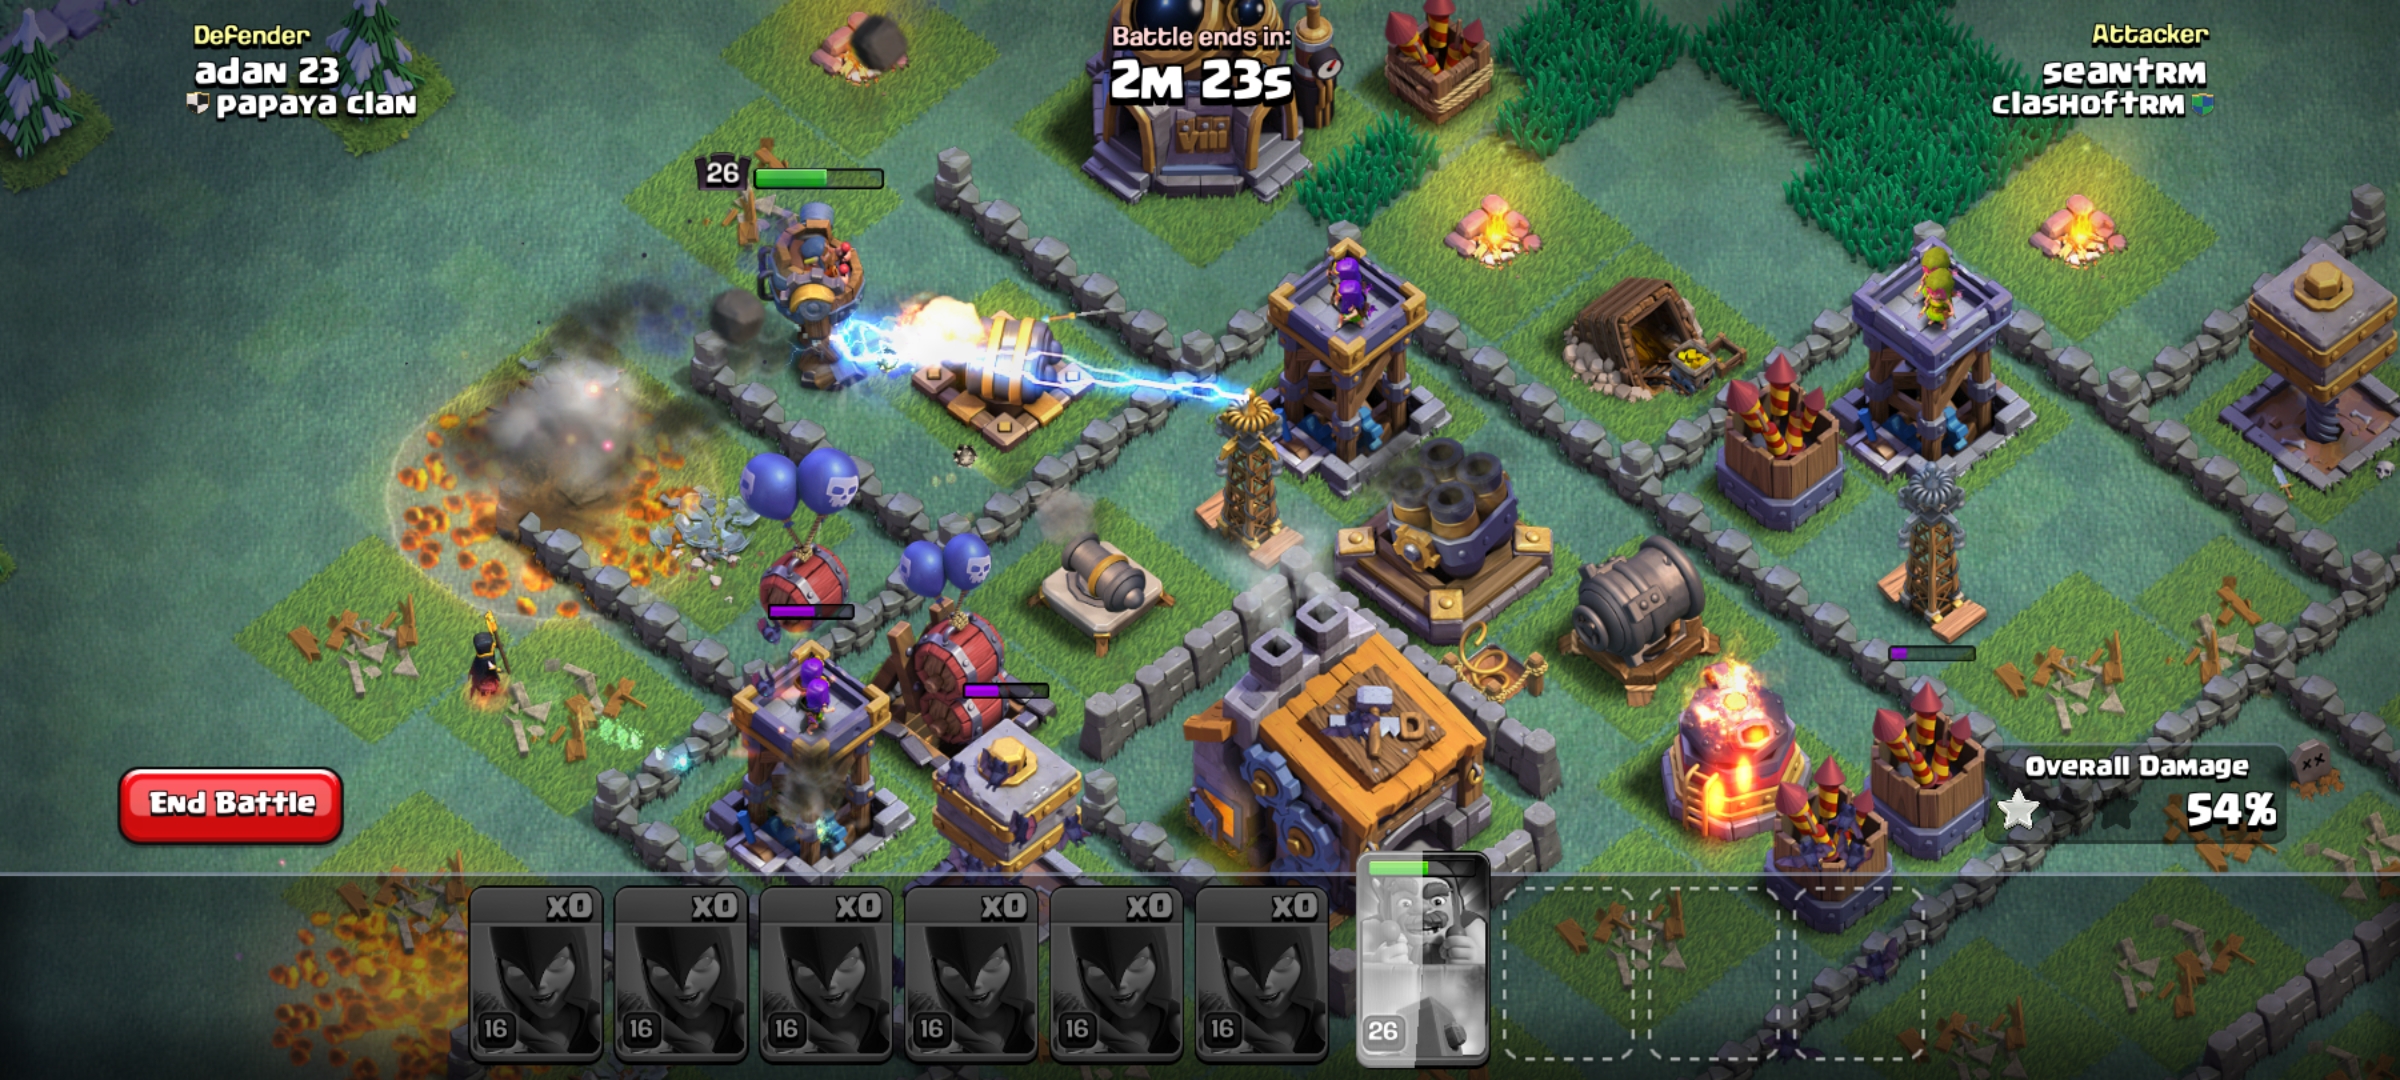 Defender
adan 23
papaya clan
Battle ends in:
2M 23s
Attacker
seantRM
clashoftRM
VIII
26
End Battle
Overall Damage
54%
x0
x0
x0
x0
x0
x0
16
16
16
16
16
16
26